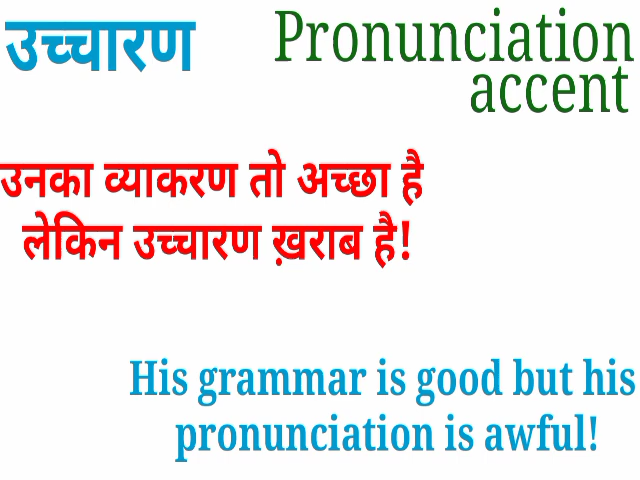 उच्चारण
Pronunciation
accent
उनका व्याकरण तो अच्छा है
लेकिन उच्चारण ख़राब है!
His grammar is good but his
pronunciation is awful!